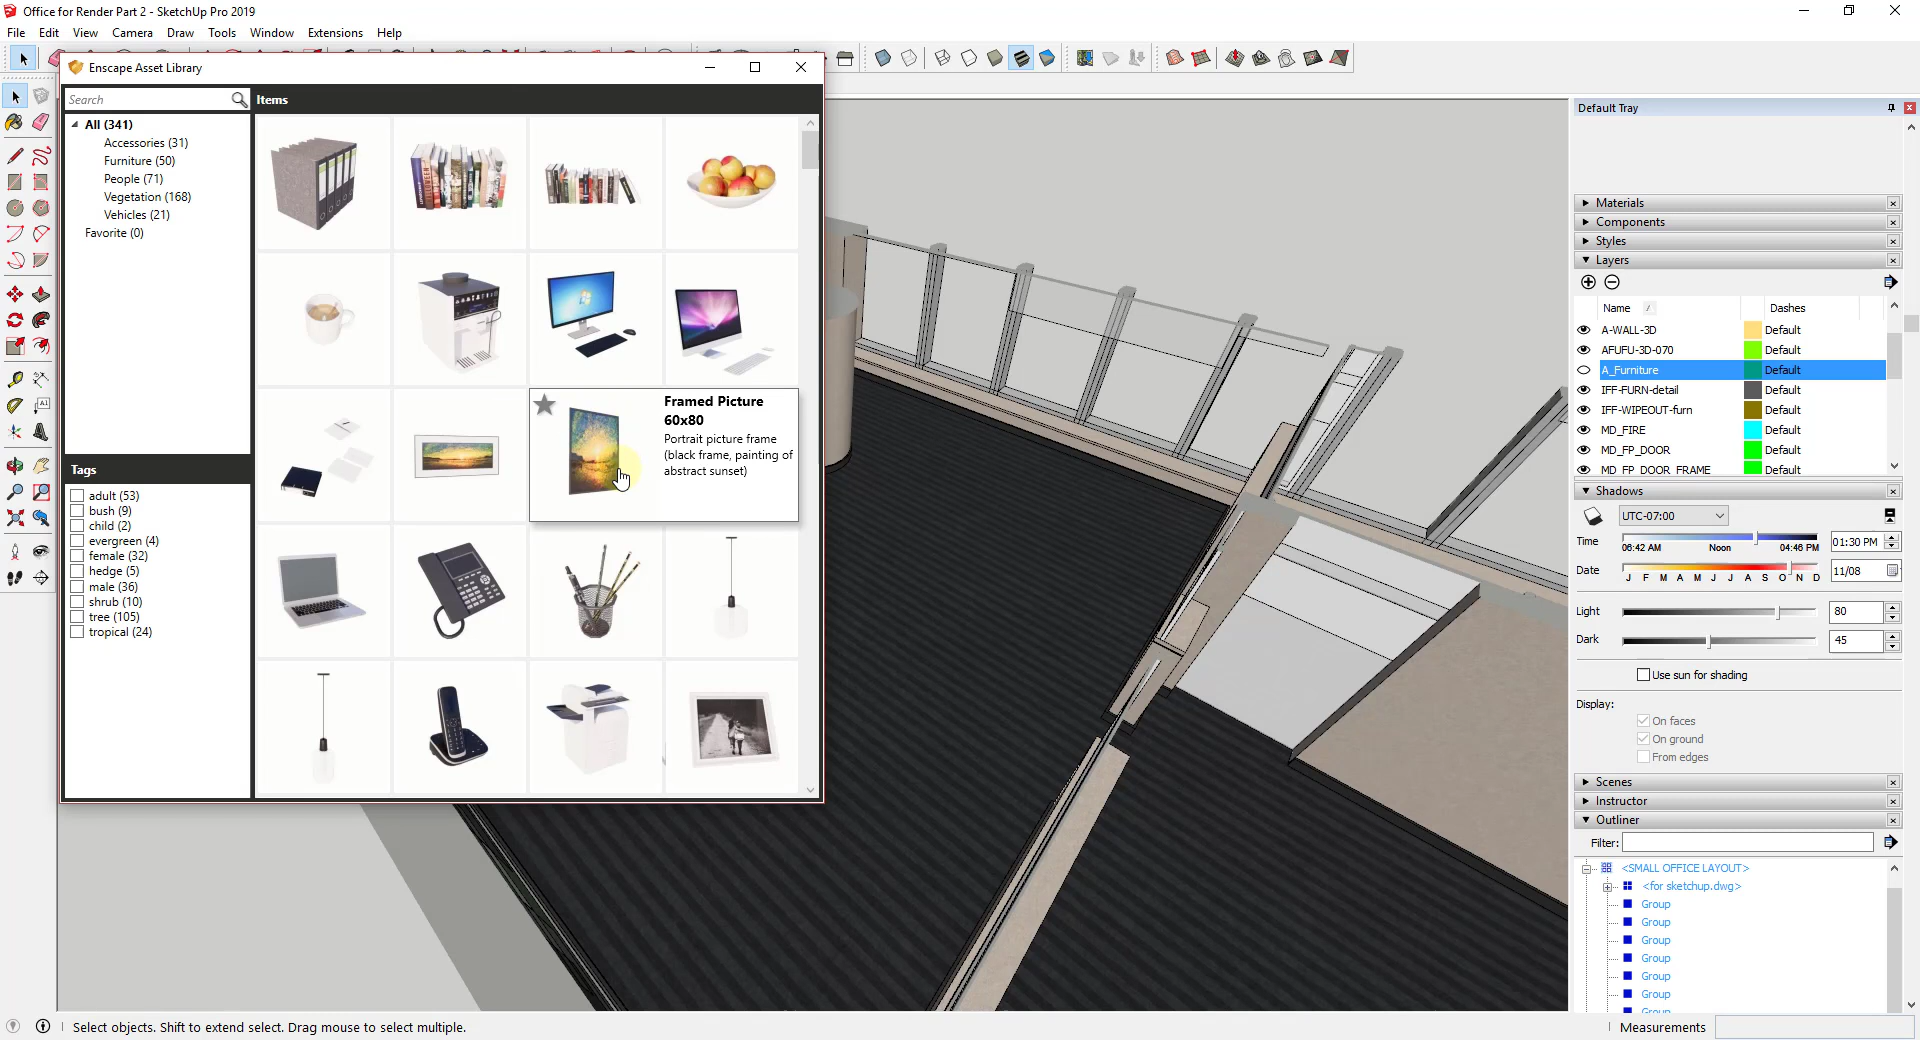 Office for Render Part 2 - SketchUp Pro 2019
File Edit View Camera Draw Tools Window Extensions Help
Enscape Asset Library
Search
Items
All (341)
Accessories (31)
Furniture (50)
People (71)
Vegetation (168)
Vehicles (21)
Favorite (0)
Framed Picture
60x80
Portrait picture frame
(black frame, painting of
abstract sunset)
Tags
adult (53)
bush (9)
child (2)
evergreen (4)
female (32)
hedge (5)
male (36)
shrub (10)
tree (105)
tropical (24)
Default Tray
Materials
Components
Styles
Layers
Name Dashes
A-WALL-3D Default
AFUFU-3D-070 Default
A_Furniture Default
IFF-FURN-detail Default
IFF-WIPEOUT-furn Default
MD_FIRE Default
MD_FP_DOOR Default
MD_FP_DOOR_FRAME Default
Shadows
UTC-07:00
Time 01:30 PM
06:42 AM Noon 04:46 PM
Date 11/08
J F M A M J J A S O N D
Light 80
Dark 45
Use sun for shading
Display:
On faces
On ground
From edges
Scenes
Instructor
Outliner
Filter:
<SMALL OFFICE LAYOUT>
<for sketchup.dwg>
Group
Group
Group
Group
Group
Group
Group
Select objects. Shift to extend select. Drag mouse to select multiple.
Measurements